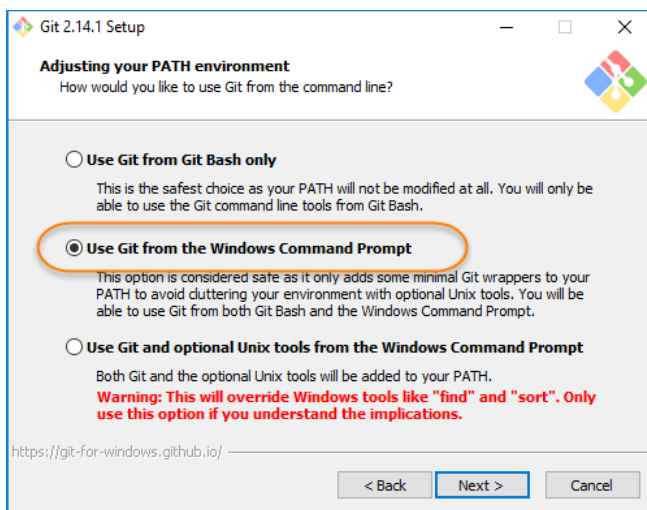 Git 2.14.1 Setup
Adjusting your PATH environment
How would you like to use Git from the command line?
Use Git from Git Bash only
This is the safest choice as your PATH will not be modified at all. You will only be
able to use the Git command line tools from Git Bash.
Use Git from the Windows Command Prompt
This option is considered safe as it only adds some minimal Git wrappers to your
PATH to avoid cluttering your environment with optional Unix tools. You will be
able to use Git from both Git Bash and the Windows Command Prompt.
Use Git and optional Unix tools from the Windows Command Prompt
Both Git and the optional Unix tools will be added to your PATH.
Warning: This will override Windows tools like "find" and "sort". Only
use this option if you understand the implications.
https://git-for-windows.github.io/
< Back Next > Cancel